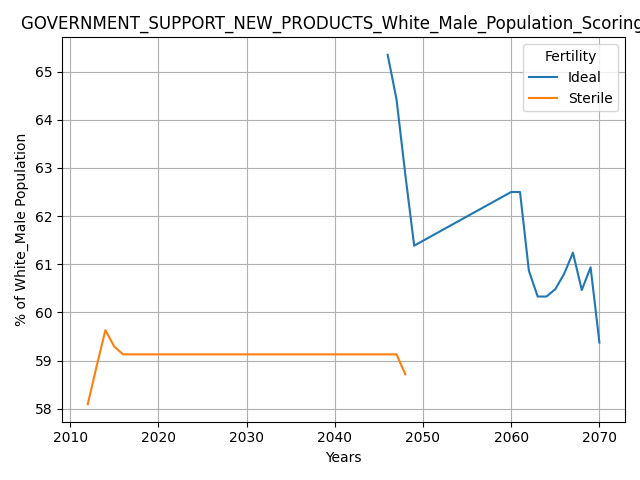 GOVERNMENT_SUPPORT_NEW_PRODUCTS_White_Male_Population_Scoring
Fertility
Ideal
Sterile
65
64
63
62
61
60
59
58
% of White_Male Population
2010 2020 2030 2040 2050 2060 2070
Years